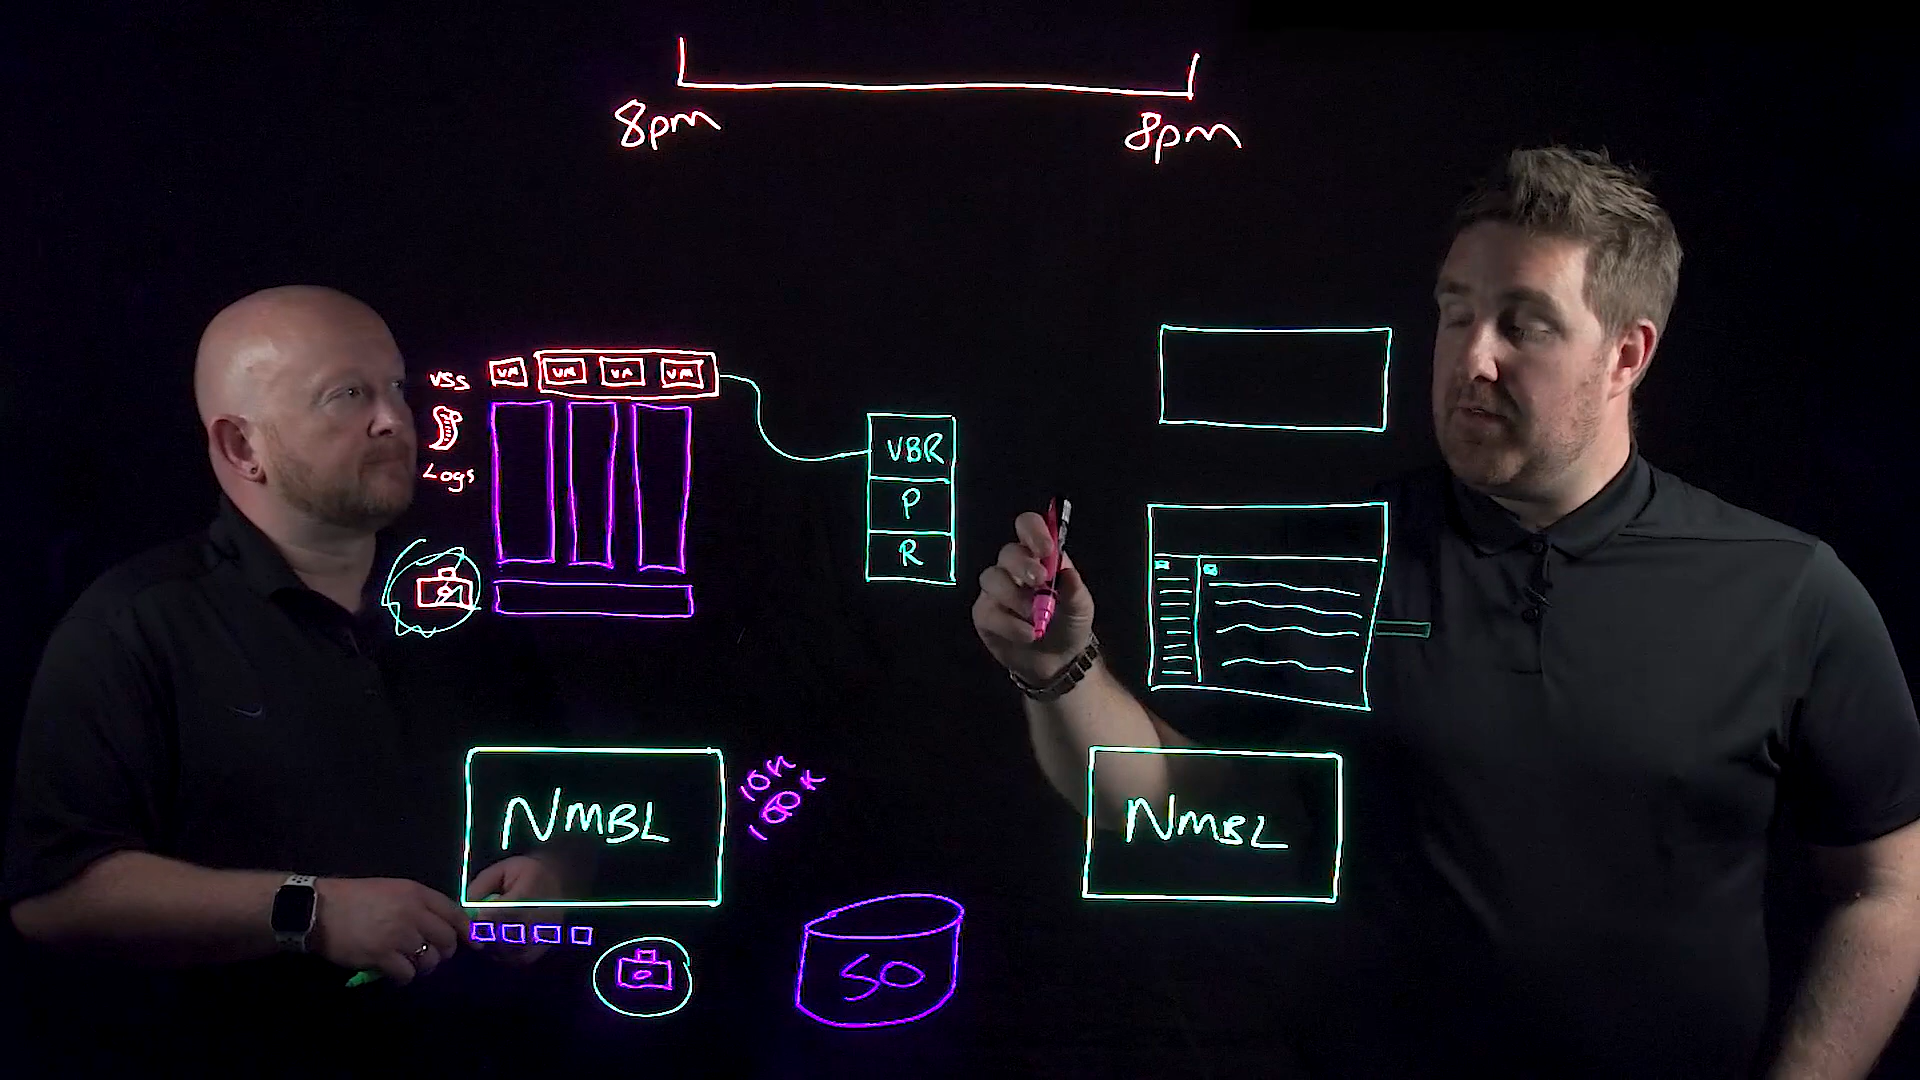 8pm
8pm
VSS
VM VM VM VM
Logs
VBR
P
R
NMBL
10K
100K
NMBL
SO